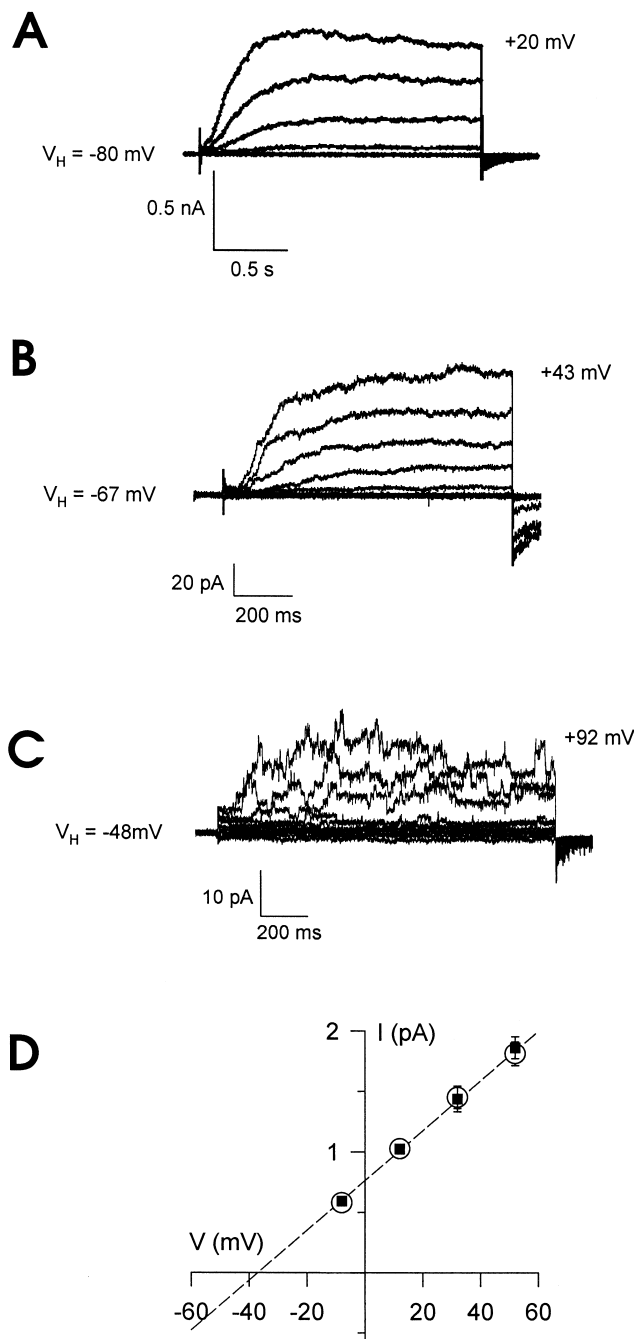 A
+20 mV
V_H = -80 mV
0.5 nA
0.5 s
B
+43 mV
V_H = -67 mV
20 pA
200 ms
C
+92 mV
V_H = -48mV
10 pA
200 ms
D
2
I (pA)
1
V (mV)
-60 -40 -20 20 40 60